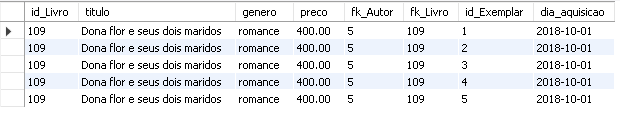 id_Livro titulo genero preco fk_Autor fk_Livro id_Exemplar dia_aquisicao
109 Dona flor e seus dois maridos romance 400.00 5 109 1 2018-10-01
109 Dona flor e seus dois maridos romance 400.00 5 109 2 2018-10-01
109 Dona flor e seus dois maridos romance 400.00 5 109 3 2018-10-01
109 Dona flor e seus dois maridos romance 400.00 5 109 4 2018-10-01
109 Dona flor e seus dois maridos romance 400.00 5 109 5 2018-10-01